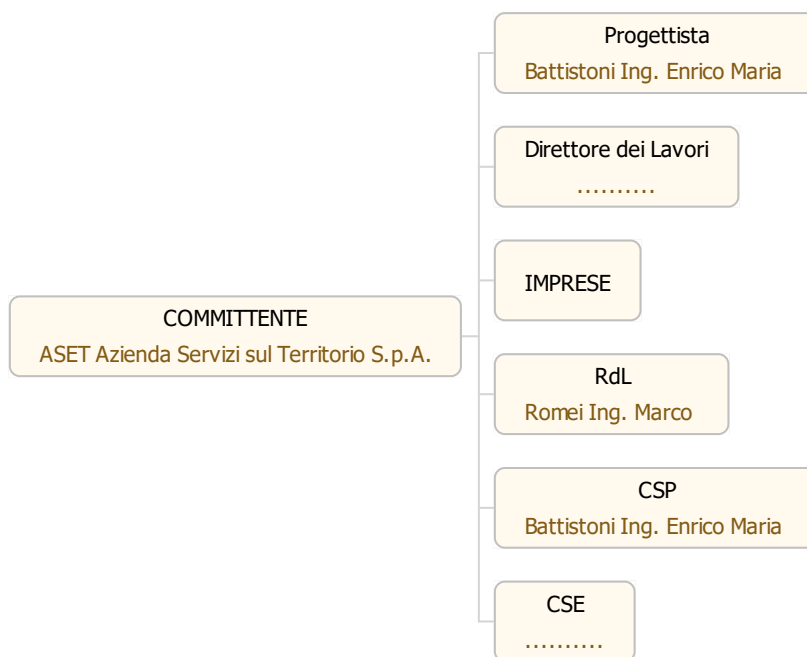 Progettista
Battistoni Ing. Enrico Maria
Direttore dei Lavori
..........
IMPRESE
COMMITTENTE
ASET Azienda Servizi sul Territorio S.p.A.
RdL
Romei Ing. Marco
CSP
Battistoni Ing. Enrico Maria
CSE
..........